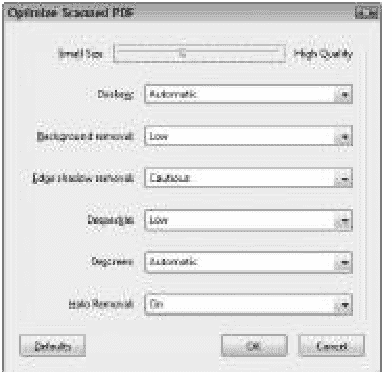 Optimize Scanned PDF
Small Size High Quality
Deskew: Automatic
Background removal: Low
Edge shadow removal: Cautious
Despeckle: Low
Descreen: Automatic
Halo Removal: On
Defaults OK Cancel